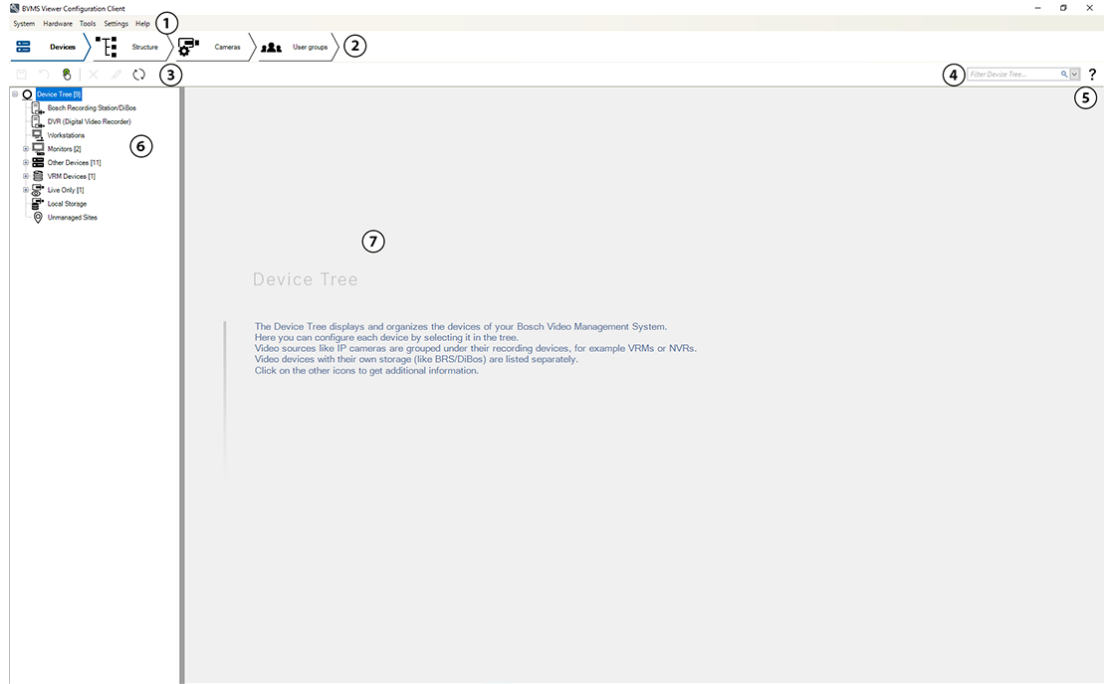 BVMS Viewer Configuration Client
System Hardware Tools Settings Help 1
Devices Structure Cameras User groups 2
3 4 Filter Device Tree... ?
5
Device Tree [9]
Bosch Recording Station/DiBos
DVR (Digital Video Recorder)
Workstations
6
Monitors [2]
Other Devices [11]
VRM Devices [1]
Live Only [1]
Local Storage
Unmanaged Sites
7
Device Tree
The Device Tree displays and organizes the devices of your Bosch Video Management System.
Here you can configure each device by selecting it in the tree.
Video sources like IP cameras are grouped under their recording devices, for example VRMs or NVRs.
Video devices with their own storage (like BRS/DiBos) are listed separately.
Click on the other icons to get additional information.